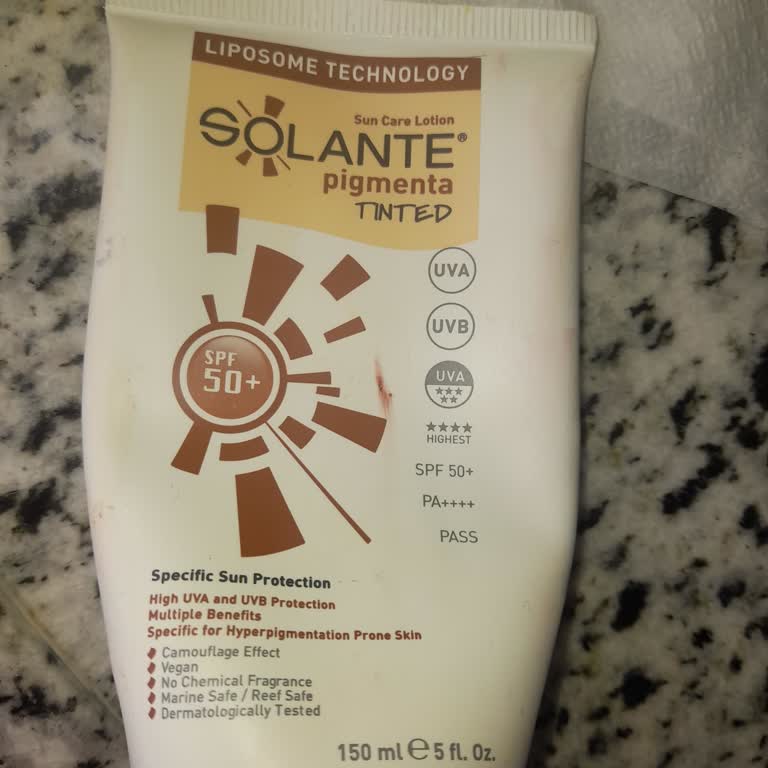 LIPOSOME TECHNOLOGY
Sun Care Lotion
SOLANTE®
pigmenta
TINTED
UVA
UVB
SPF
50+
UVA
★★★
★★
★★★★
HIGHEST
SPF 50+
PA++++
PASS
Specific Sun Protection
High UVA and UVB Protection
Multiple Benefits
Specific for Hyperpigmentation Prone Skin
Camouflage Effect
Vegan
No Chemical Fragrance
Marine Safe / Reef Safe
Dermatologically Tested
150 ml ℮ 5 fl. Oz.